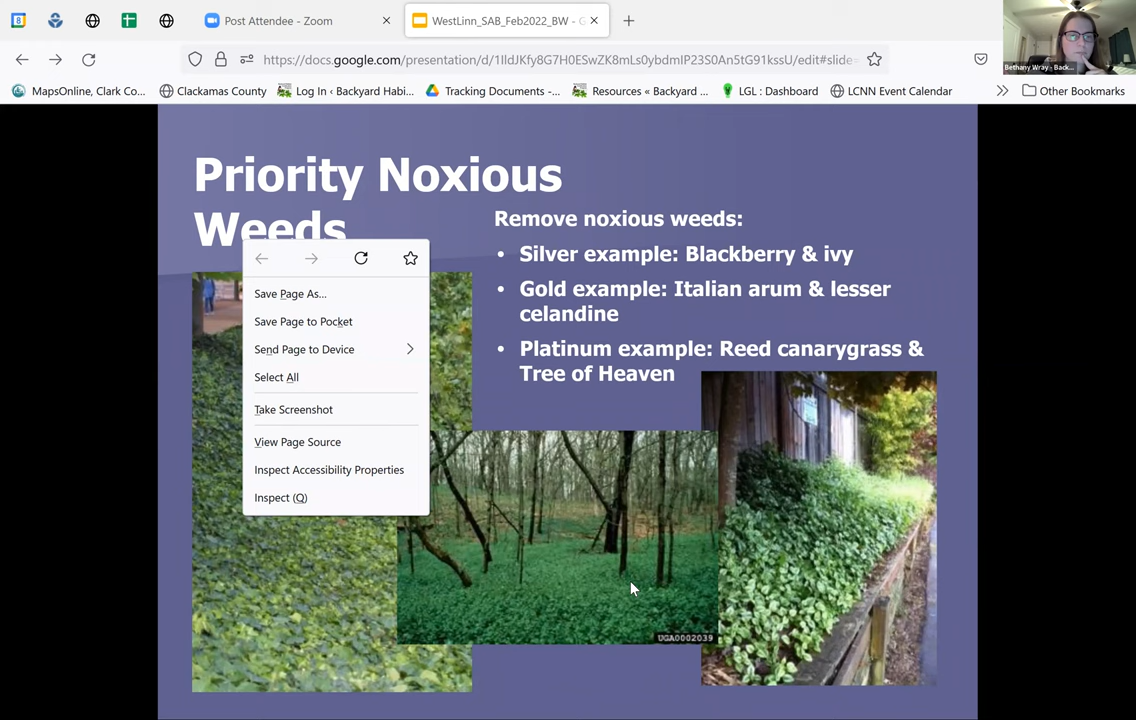 Post Attendee - Zoom
WestLinn_SAB_Feb2022_BW - G
https://docs.google.com/presentation/d/
/edit#slide=
Bethany Wray - Back...
MapsOnline, Clark Co...
Clackamas County
Log In ‹ Backyard Habi...
Tracking Documents -...
Resources « Backyard ...
LGL : Dashboard
LCNN Event Calendar
Other Bookmarks
Priority Noxious
Weeds
Remove noxious weeds:
• Silver example: Blackberry & ivy
• Gold example: Italian arum & lesser
celandine
• Platinum example: Reed canarygrass &
Tree of Heaven
Save Page As...
Save Page to Pocket
Send Page to Device
Select All
Take Screenshot
View Page Source
Inspect Accessibility Properties
Inspect (Q)
UGA0002039